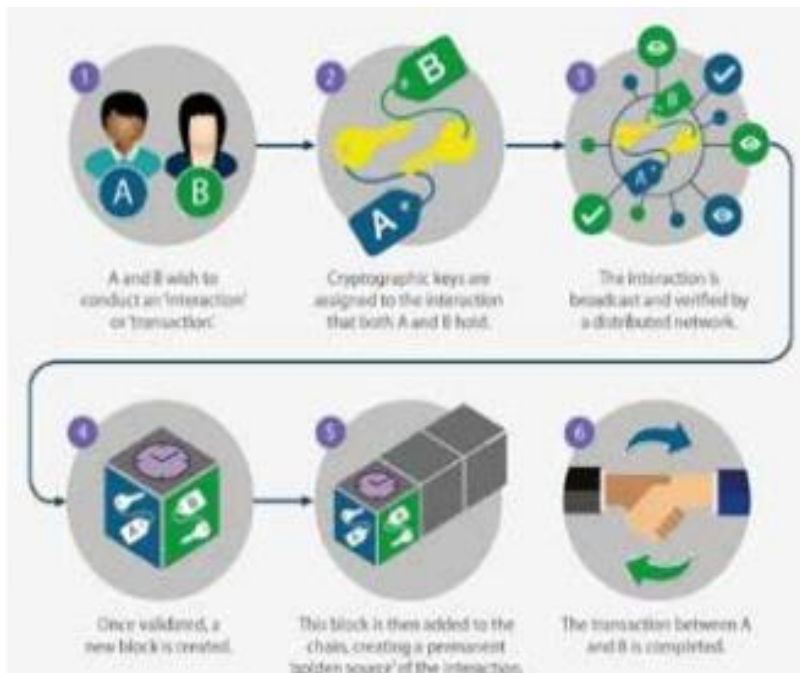 1
A
B
A and B wish to
conduct an 'interaction'
or 'transaction'.
2
B
A
Cryptographic keys are
assigned to the interaction
that both A and B hold.
3
B
A
The interaction is
broadcast and verified by
a distributed network.
4
A
B
Once validated, a
new block is created.
5
This block is then added to the
chain, creating a permanent
'golden source' of the interaction.
6
The transaction between A
and B is completed.